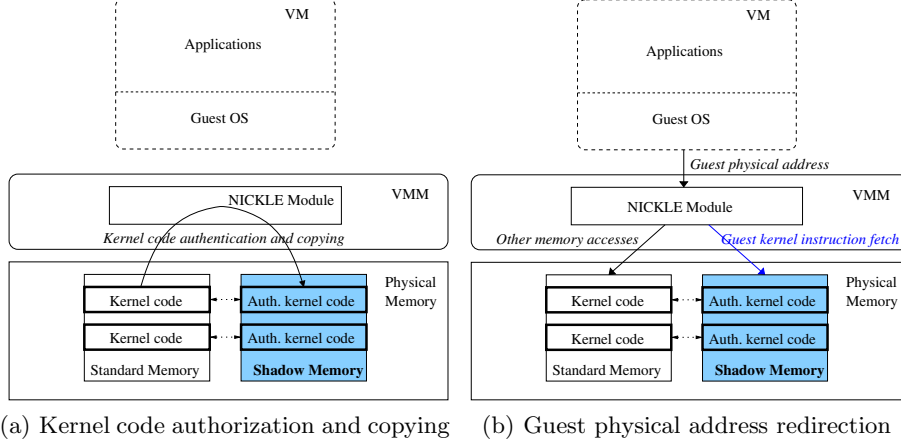 VM
Applications
Guest OS
NICKLE Module
VMM
Kernel code authentication and copying
Physical
Memory
Kernel code
Auth. kernel code
Kernel code
Auth. kernel code
Standard Memory
Shadow Memory
(a) Kernel code authorization and copying
VM
Applications
Guest OS
Guest physical address
VMM
NICKLE Module
Other memory accesses
Guest kernel instruction fetch
Physical
Memory
Kernel code
Auth. kernel code
Kernel code
Auth. kernel code
Standard Memory
Shadow Memory
(b) Guest physical address redirection